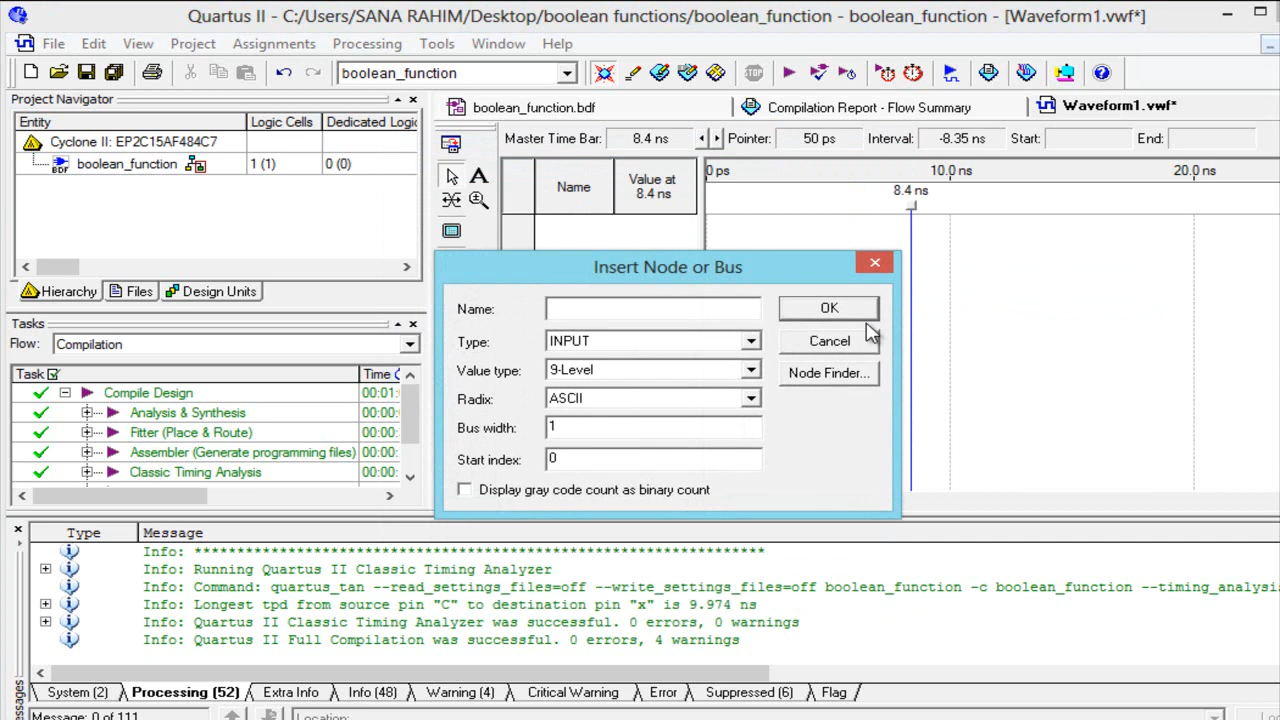 Quartus II - C:/Users/SANA RAHIM/Desktop/boolean functions/boolean_function - boolean_function - [Waveform1.vwf*]
File Edit View Project Assignments Processing Tools Window Help
boolean_function
Project Navigator
Entity Logic Cells Dedicated Logic
Cyclone II: EP2C15AF484C7
boolean_function 1 (1) 0 (0)
Hierarchy Files Design Units
boolean_function.bdf Compilation Report - Flow Summary Waveform1.vwf*
Master Time Bar: 8.4 ns Pointer: 50 ps Interval: -8.35 ns Start: End:
Name Value at
8.4 ns
0 ps 10.0 ns 20.0 ns
8.4 ns
Tasks
Flow: Compilation
Task Time
Compile Design 00:01:
Analysis & Synthesis 00:00:
Fitter (Place & Route) 00:00:
Assembler (Generate programming files) 00:00:
Classic Timing Analysis 00:00:
Insert Node or Bus
Name: OK
Type: INPUT Cancel
Value type: 9-Level Node Finder...
Radix: ASCII
Bus width: 1
Start index: 0
Display gray code count as binary count
Type Message
Info: *******************************************************************
Info: Running Quartus II Classic Timing Analyzer
Info: Command: quartus_tan --read_settings_files=off --write_settings_files=off boolean_function -c boolean_function --timing_analysis
Info: Longest tpd from source pin "C" to destination pin "x" is 9.974 ns
Info: Quartus II Classic Timing Analyzer was successful. 0 errors, 0 warnings
Info: Quartus II Full Compilation was successful. 0 errors, 4 warnings
System (2) Processing (52) Extra Info Info (48) Warning (4) Critical Warning Error Suppressed (6) Flag
Message: 0 of 111 Location:
Messages
STOP